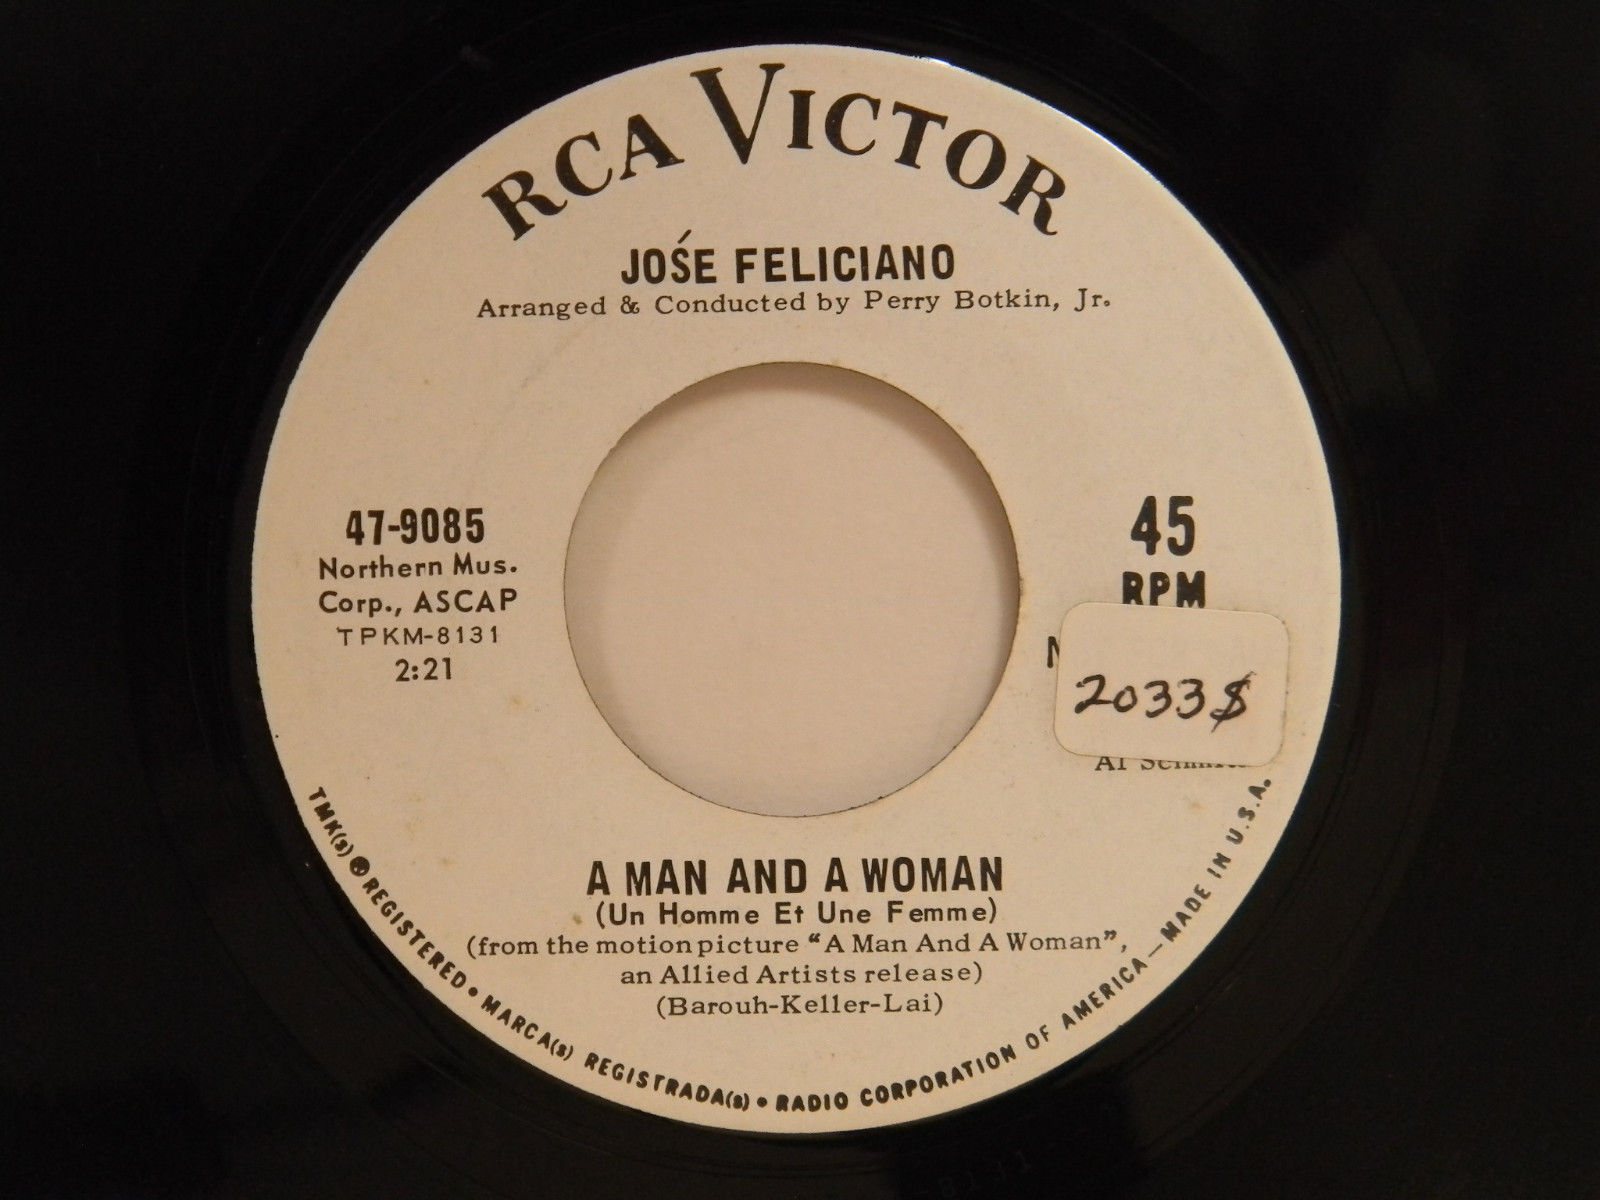 RCA VICTOR
JOSÉ FELICIANO
Arranged & Conducted by Perry Botkin, Jr.
47-9085
Northern Mus.
Corp., ASCAP
TPKM-8131
2:21
45
RPM
2033$
A MAN AND A WOMAN
(Un Homme Et Une Femme)
(from the motion picture "A Man And A Woman",
an Allied Artists release)
(Barouh-Keller-Lai)
TMK(s) ® REGISTERED • MARCA(s) REGISTRADA(s) • RADIO CORPORATION OF AMERICA—MADE IN U.S.A.